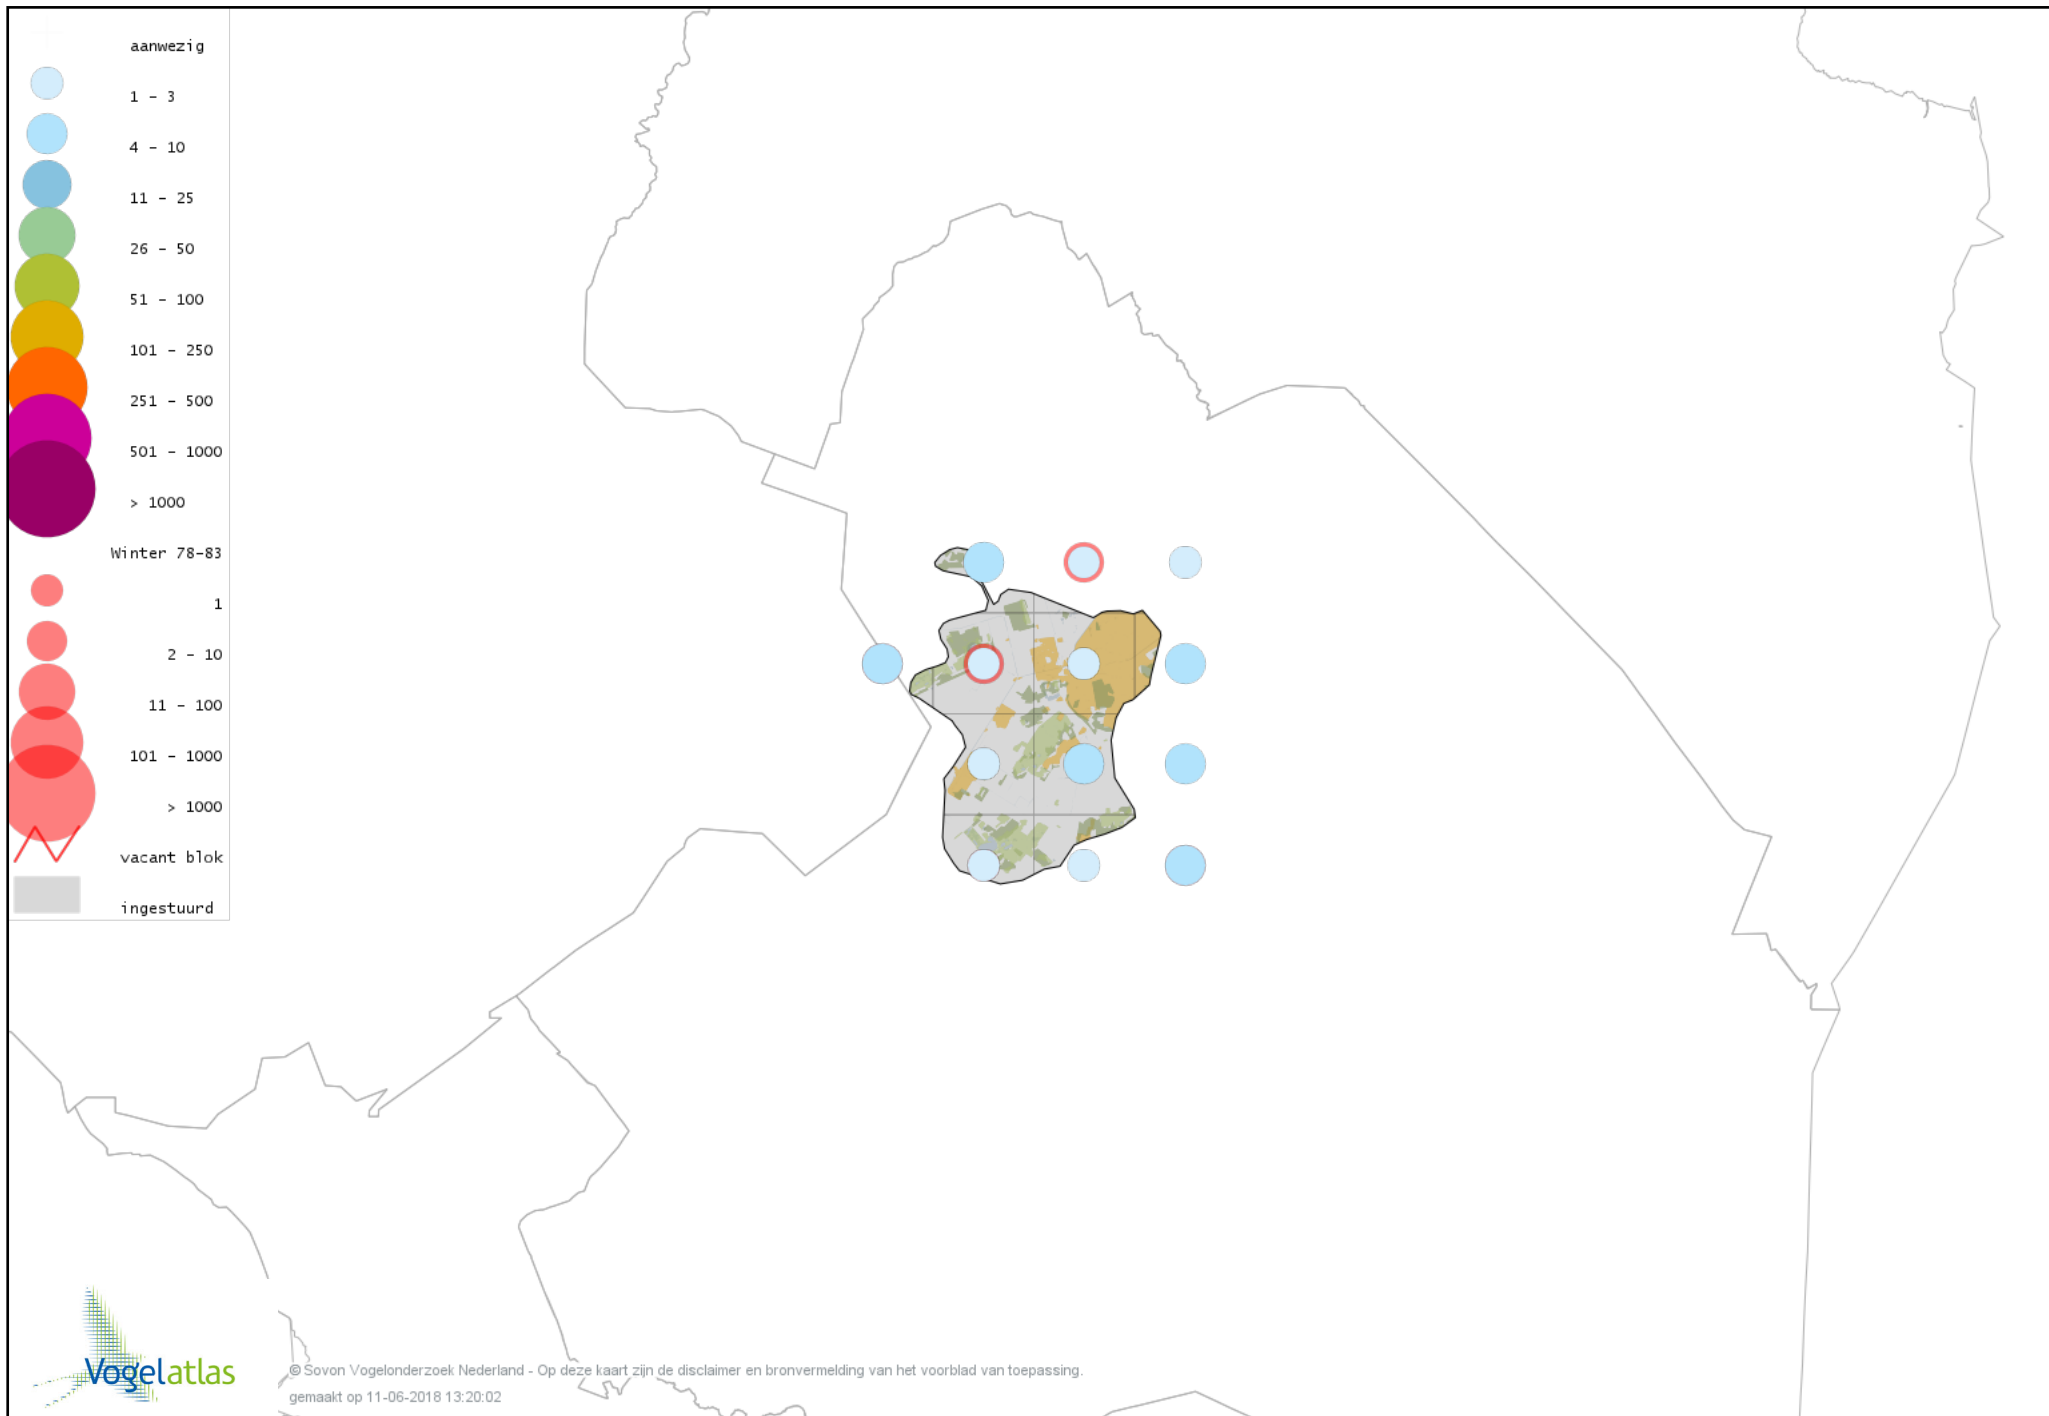 aanwezig
1 - 3
4 - 10
11 - 25
26 - 50
51 - 100
101 - 250
251 - 500
501 - 1000
> 1000
Winter 78-83
1
2 - 10
11 - 100
101 - 1000
> 1000
vacant blok
ingestuurd
Vogelatlas
© Sovon Vogelonderzoek Nederland - Op deze kaart zijn de disclaimer en bronvermelding van het voorblad van toepassing.
gemaakt op 11-06-2018 13:20:02